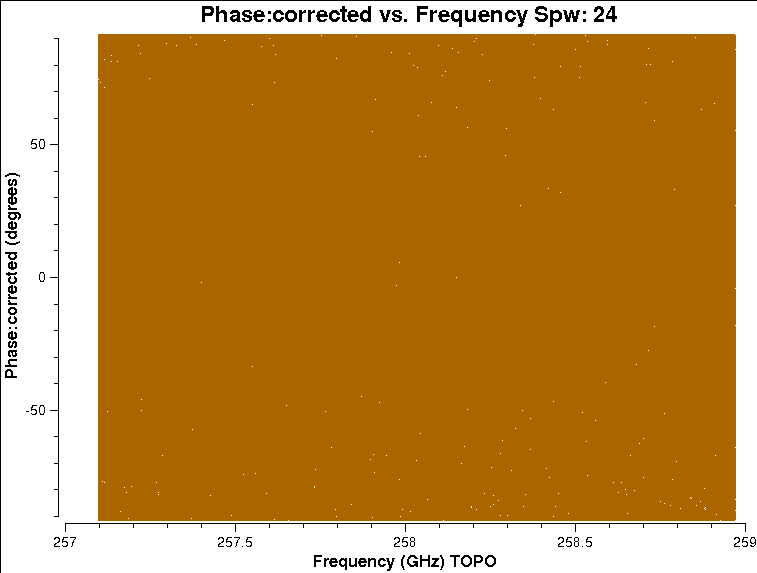 Phase:corrected vs. Frequency Spw: 24
Phase:corrected (degrees)
50
0
-50
257
257.5
258
258.5
259
Frequency (GHz) TOPO